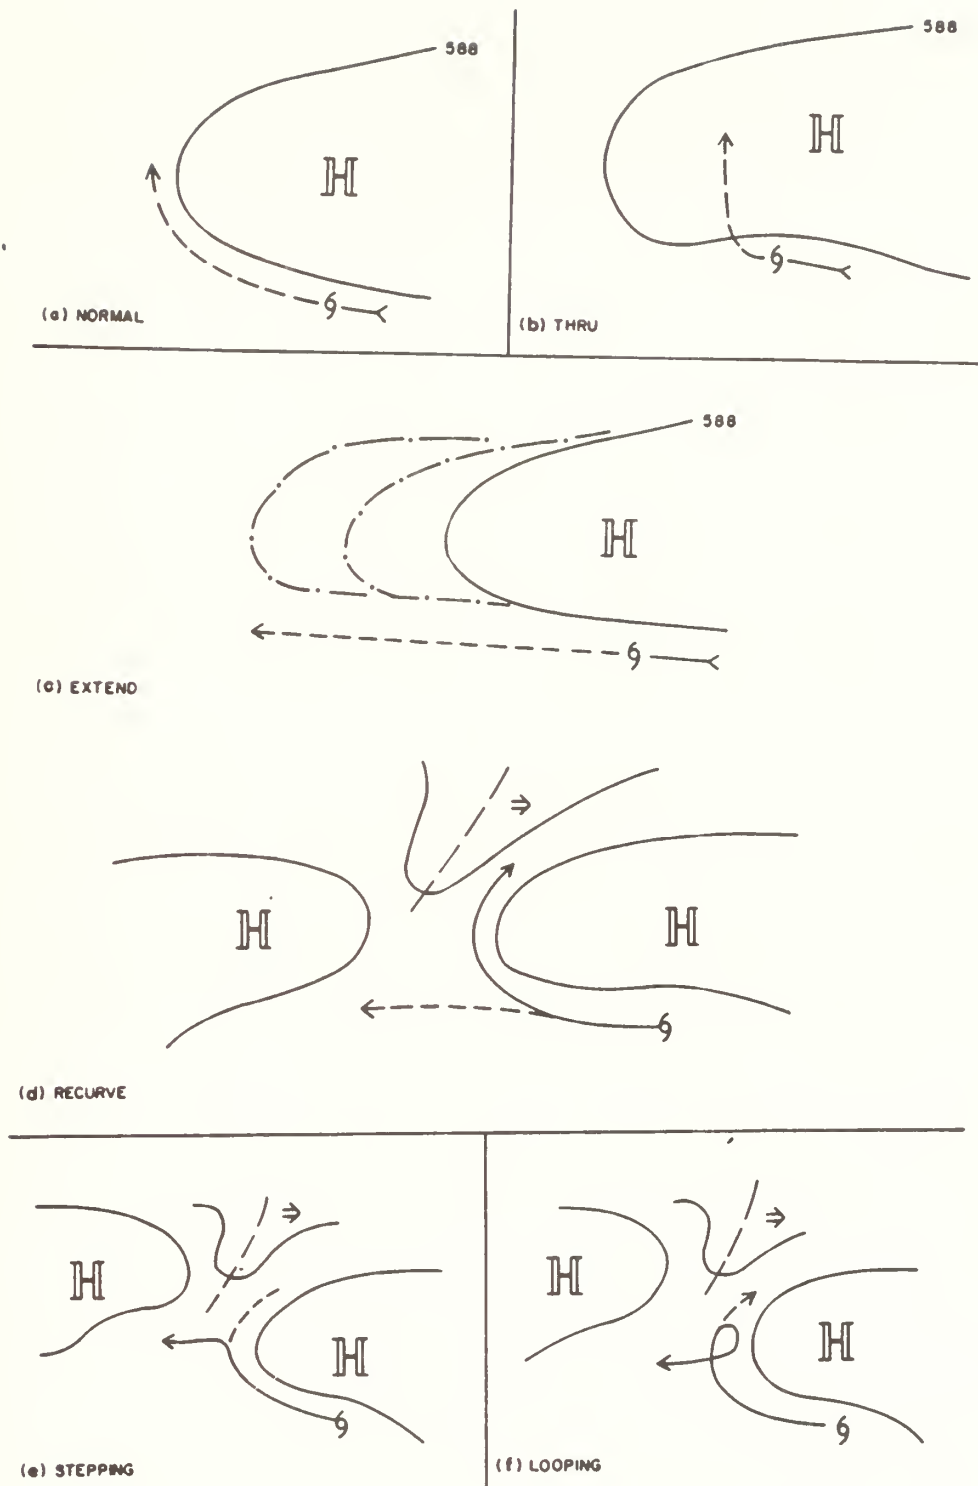 588
H
(a) NORMAL
588
H
(b) THRU
588
H
(c) EXTEND
H
H
(d) RECURVE
H
H
(e) STEPPING
H
H
(f) LOOPING